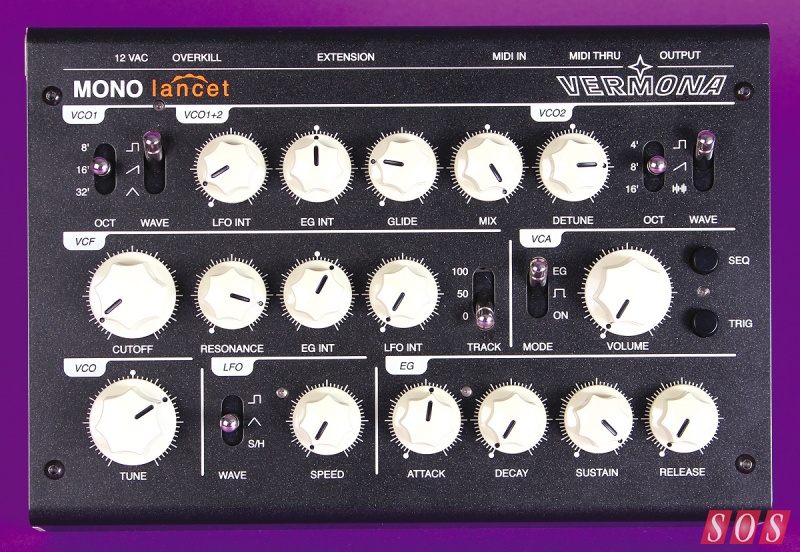 12 VAC OVERKILL EXTENSION MIDI IN MIDI THRU OUTPUT
MONO lancet VERMONA
VCO1 VCO1+2 VCO2
8' 4'
16' 8'
32' 16'
OCT WAVE LFO INT EG INT GLIDE MIX DETUNE OCT WAVE
VCF VCA
100 EG SEQ
50
0 ON TRIG
CUTOFF RESONANCE EG INT LFO INT TRACK MODE VOLUME
VCO LFO EG
S/H
TUNE WAVE SPEED ATTACK DECAY SUSTAIN RELEASE
SOS